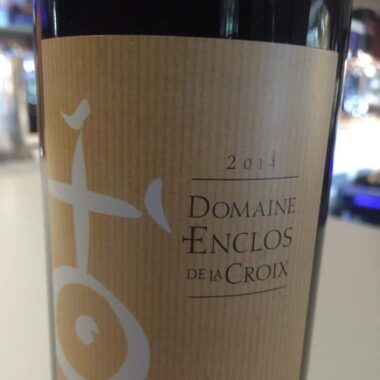 2014
DOMAINE
ENCLOS
DE LA CROIX